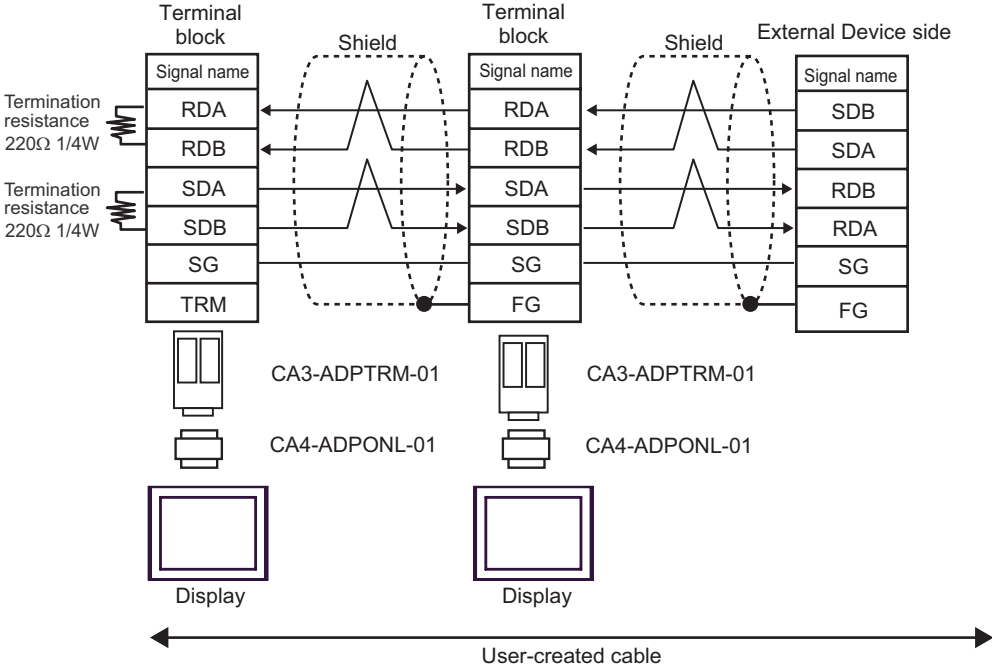 Terminal
block
Shield
Terminal
block
Shield
External Device side
Signal name
Signal name
Signal name
Termination
resistance
220Ω 1/4W
RDA
RDA
SDB
RDB
RDB
SDA
Termination
resistance
220Ω 1/4W
SDA
SDA
RDB
SDB
SDB
RDA
SG
SG
SG
TRM
FG
FG
CA3-ADPTRM-01
CA3-ADPTRM-01
CA4-ADPONL-01
CA4-ADPONL-01
Display
Display
User-created cable